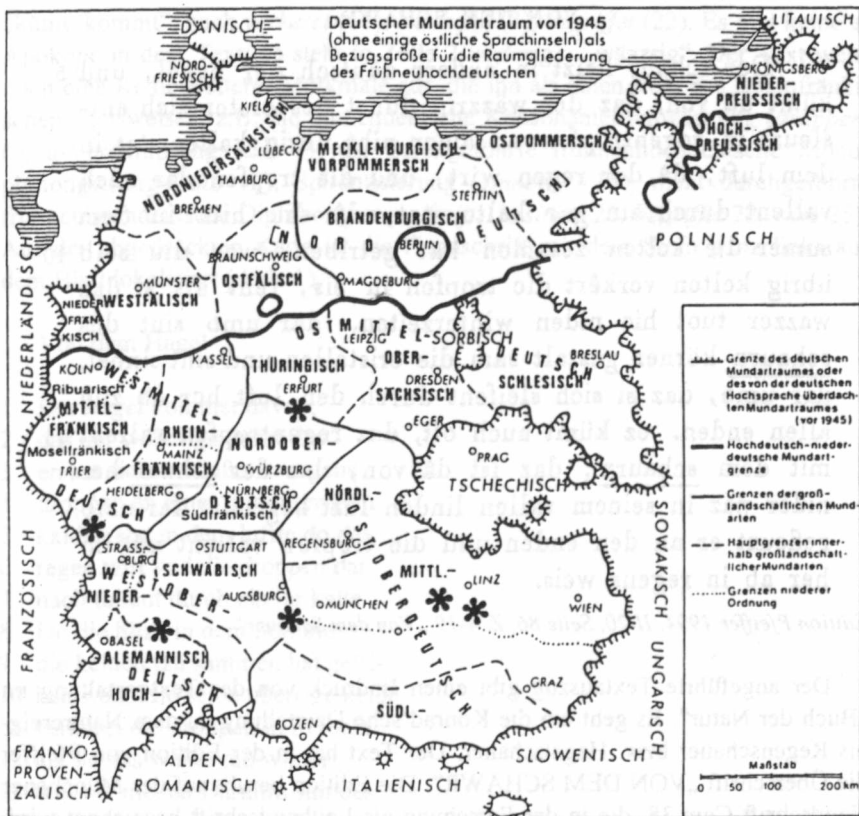 Deutscher Mundartraum vor 1945
(ohne einige östliche Sprachinseln) als
Bezugsgröße für die Raumgliederung
des Frühneuhochdeutschen
DÄNISCH
LITAUISCH
NORD-
FRIESISCH
KIEL
KÖNIGSBERG
NIEDER-
PREUSSISCH
HOCH-
PREUSSISCH
OSTPOMMERSCH
NORDNIEDERSÄCHSISCH
LÜBECK
HAMBURG
BREMEN
MECKLENBURGISCH-
VORPOMMERSCH
STETTIN
BRANDENBURGISCH
NORDDEUTSCH
BERLIN
POLNISCH
BRAUNSCHWEIG
OSTFÄLISCH
MAGDEBURG
MÜNSTER
WESTFÄLISCH
NIEDERLÄNDISCH
NIEDER-
FRÄN-
KISCH
OSTMITTEL-
DEUTSCH
LEIPZIG
SORBISCH
KASSEL
THÜRINGISCH
ERFURT
OBER-
SÄCHSISCH
DRESDEN
BRESLAU
SCHLESISCH
KÖLN
Ribuarisch
WESTMITTEL-
DEUTSCH
MITTEL-
FRÄNKISCH
Moselfränkisch
TRIER
RHEIN-
FRÄNKISCH
MAINZ
NORDOBER-
DEUTSCH
WÜRZBURG
EGER
PRAG
TSCHECHISCH
HEIDELBERG
NÜRNBERG
Südfränkisch
NÖRDL.-
STRASS-
BURG
STUTTGART
REGENSBURG
SCHWÄBISCH
WESTOBER-
DEUTSCH
NIEDER-
AUGSBURG
MÜNCHEN
MITTL.-
OSTOBERDEUTSCH
LINZ
WIEN
SLOWAKISCH
UNGARISCH
FRANZÖSISCH
BASEL
ALEMANNISCH
HOCH-
SÜDL.-
GRAZ
BOZEN
FRANKO-
PROVEN-
ZALISCH
ALPEN-
ROMANISCH
ITALIENISCH
SLOWENISCH
Grenze des deutschen
Mundartraumes oder
des von der deutschen
Hochsprache überdach-
ten Mundartraumes
(vor 1945)
Hochdeutsch-nieder-
deutsche Mundart-
grenze
Grenzen der groß-
landschaftlichen Mund-
arten
Hauptgrenzen inner-
halb großlandschaft-
licher Mundarten
Grenzen niederer
Ordnung
Maßstab
0 50 100 200 km